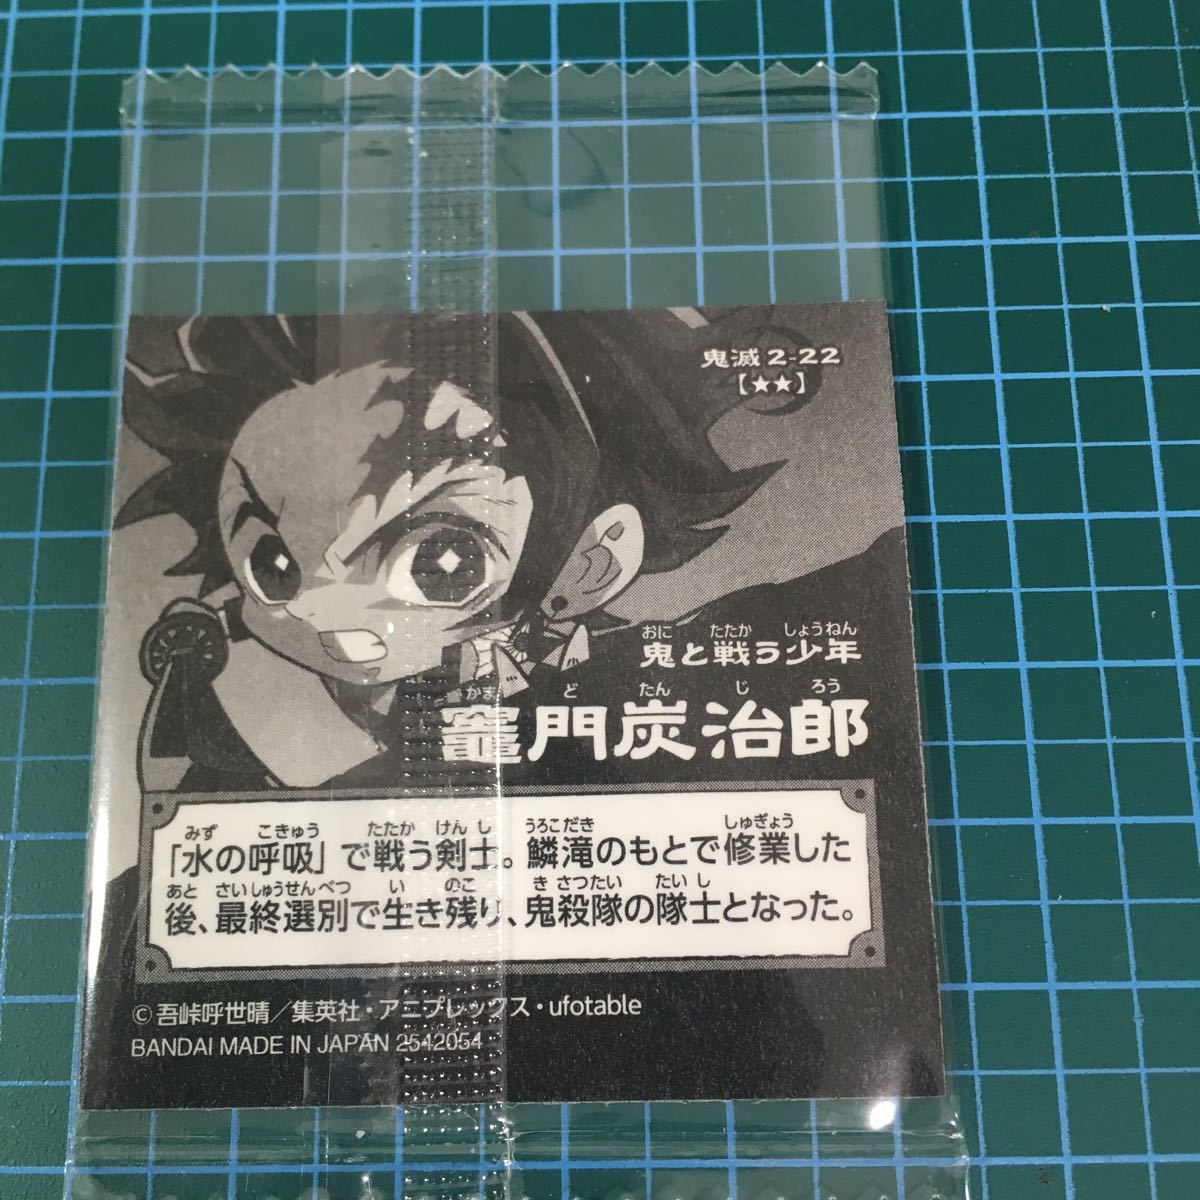 鬼滅2-22
【★★】
おに たたか しょうねん
鬼と戦う少年
かま ど たん じ ろう
竈門炭治郎
みず こきゅう たたか けんし うろこだき しゅぎょう
「水の呼吸」で戦う剣士。鱗滝のもとで修業した
あと さいしゅうせんべつ い のこ き さつたい たいし
後、最終選別で生き残り、鬼殺隊の隊士となった。
©吾峠呼世晴/集英社・アニプレックス・ufotable
BANDAI MADE IN JAPAN 2542054